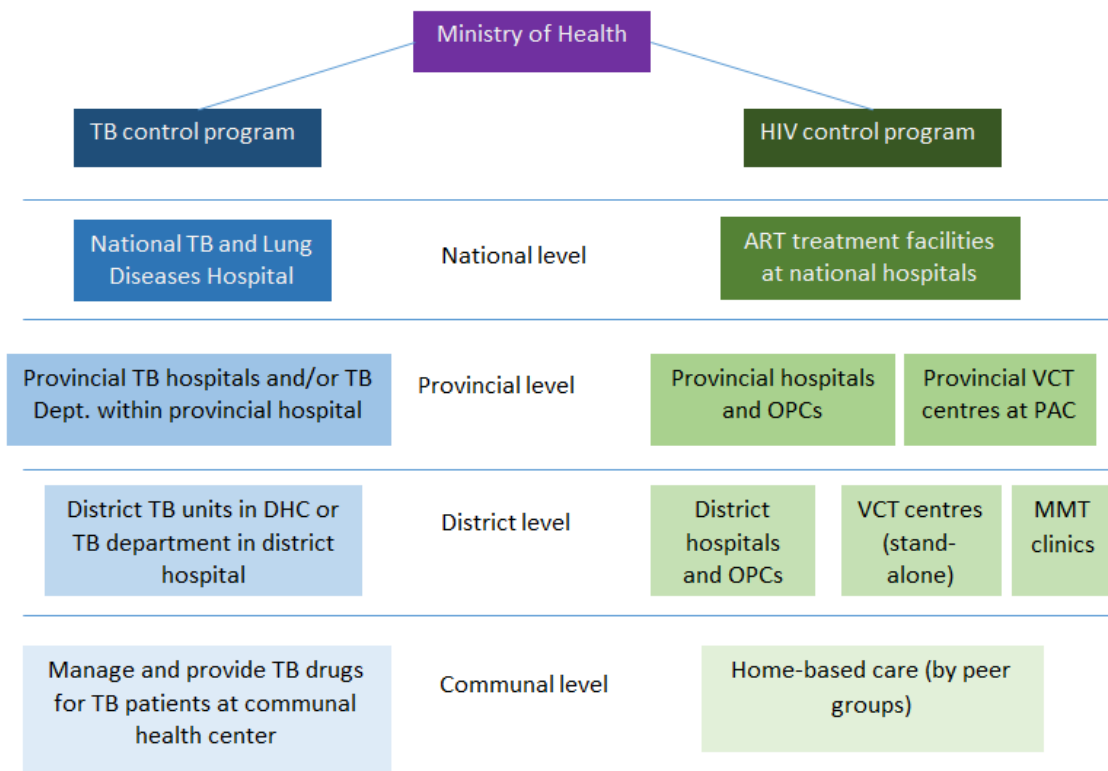 Ministry of Health
TB control program
HIV control program
National TB and Lung
Diseases Hospital
National level
ART treatment facilities
at national hospitals
Provincial TB hospitals and/or TB
Dept. within provincial hospital
Provincial level
Provincial hospitals
and OPCs
Provincial VCT
centres at PAC
District TB units in DHC or
TB department in district
hospital
District level
District
hospitals
and OPCs
VCT centres
(stand-
alone)
MMT
clinics
Manage and provide TB drugs
for TB patients at communal
health center
Communal level
Home-based care (by peer
groups)